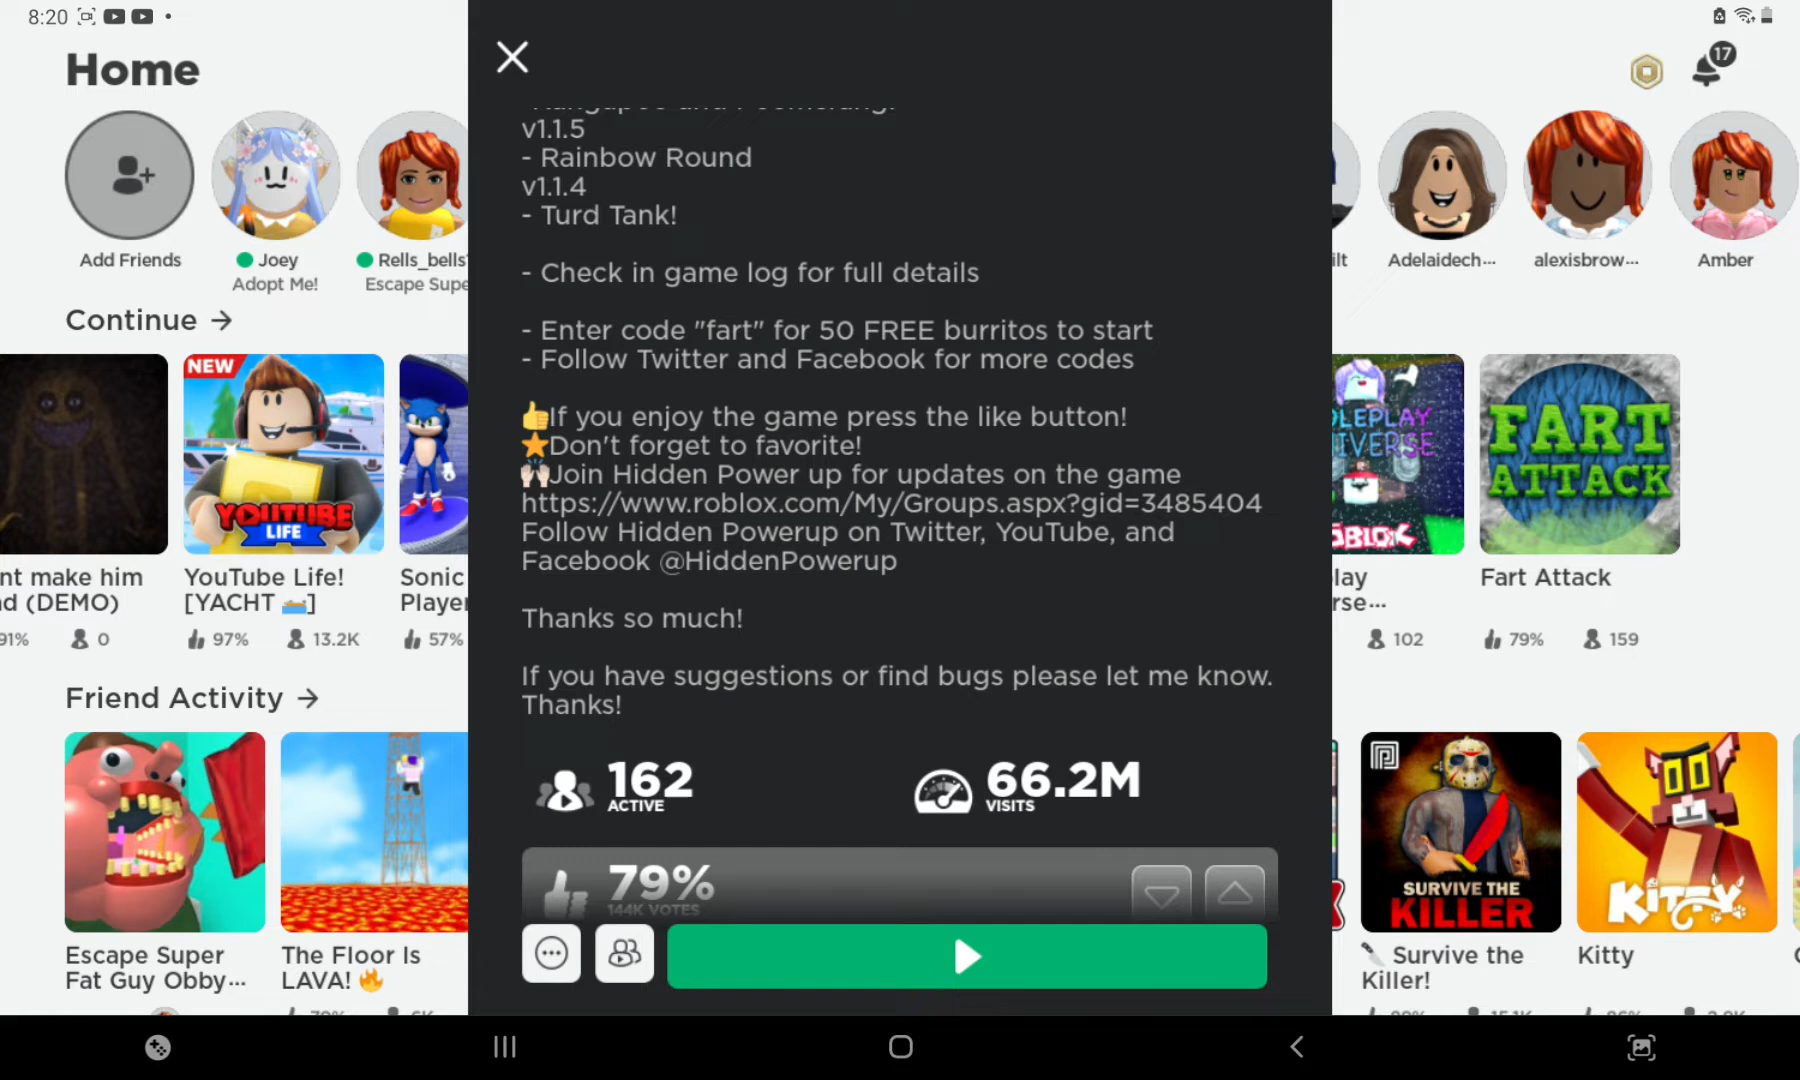 8:20
Home
17
Add Friends
Joey
Adopt Me!
Rells_bells
Escape Supe
ilt
Adelaidech...
alexisbrow...
Amber
Continue →
NEW
YOUTUBE
LIFE
nt make him
d (DEMO)
91%
0
YouTube Life!
[YACHT 🚤]
97%
13.2K
Sonic
Player
57%
v1.1.5
- Rainbow Round
v1.1.4
- Turd Tank!
- Check in game log for full details
- Enter code "fart" for 50 FREE burritos to start
- Follow Twitter and Facebook for more codes
👍If you enjoy the game press the like button!
⭐Don't forget to favorite!
🙌🏻Join Hidden Power up for updates on the game
https://www.roblox.com/My/Groups.aspx?gid=3485404
Follow Hidden Powerup on Twitter, YouTube, and
Facebook @HiddenPowerup
Thanks so much!
If you have suggestions or find bugs please let me know.
Thanks!
162
ACTIVE
66.2M
VISITS
79%
144K VOTES
LEPLAY
IVERSE
BLOX
lay
rse...
102
FART
ATTACK
Fart Attack
79%
159
Friend Activity →
Escape Super
Fat Guy Obby...
The Floor Is
LAVA! 🔥
SURVIVE THE
KILLER
🔪 Survive the
Killer!
KITTY
Kitty